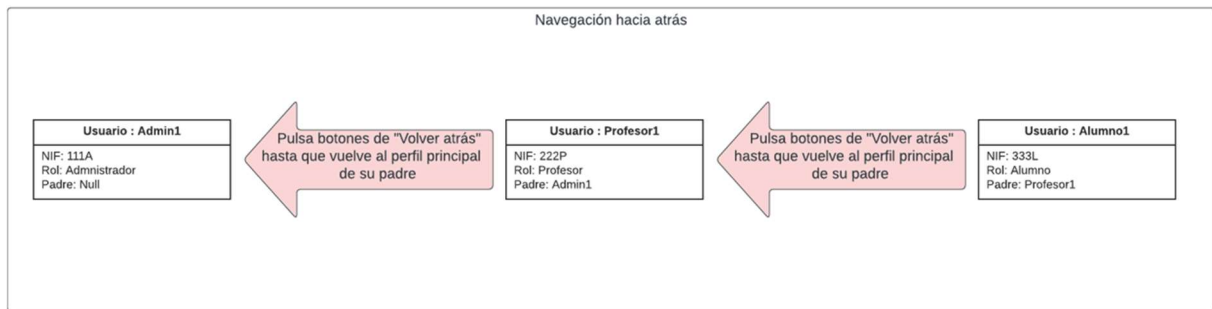 Navegación hacia atrás
Usuario : Admin1
NIF: 111A
Rol: Admnistrador
Padre: Null
Pulsa botones de "Volver atrás"
hasta que vuelve al perfil principal
de su padre
Usuario : Profesor1
NIF: 222P
Rol: Profesor
Padre: Admin1
Pulsa botones de "Volver atrás"
hasta que vuelve al perfil principal
de su padre
Usuario : Alumno1
NIF: 333L
Rol: Alumno
Padre: Profesor1